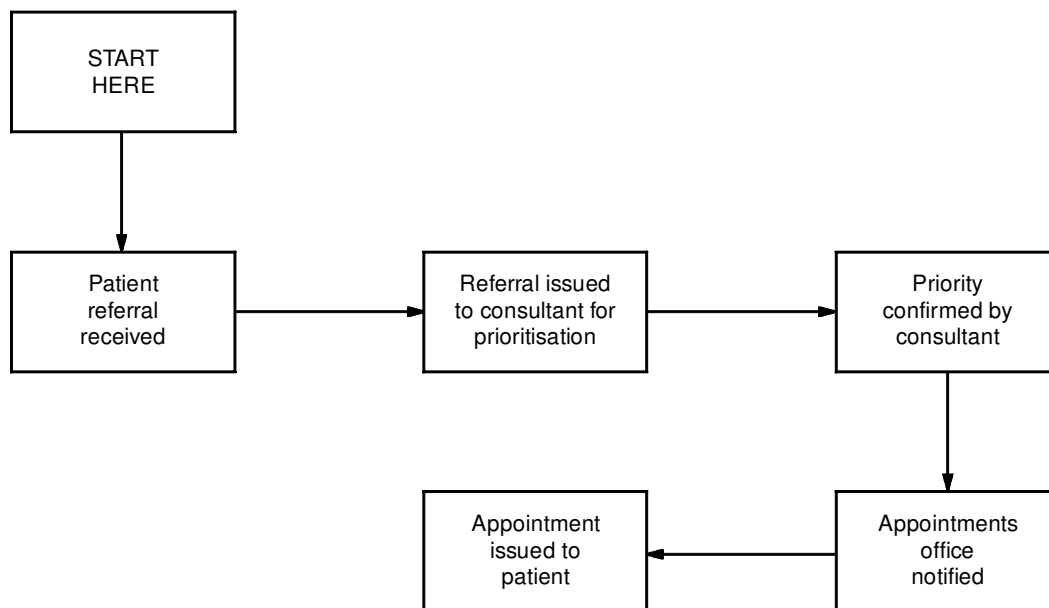 START
HERE
Patient
referral
received
Referral issued
to consultant for
prioritisation
Priority
confirmed by
consultant
Appointments
office
notified
Appointment
issued to
patient